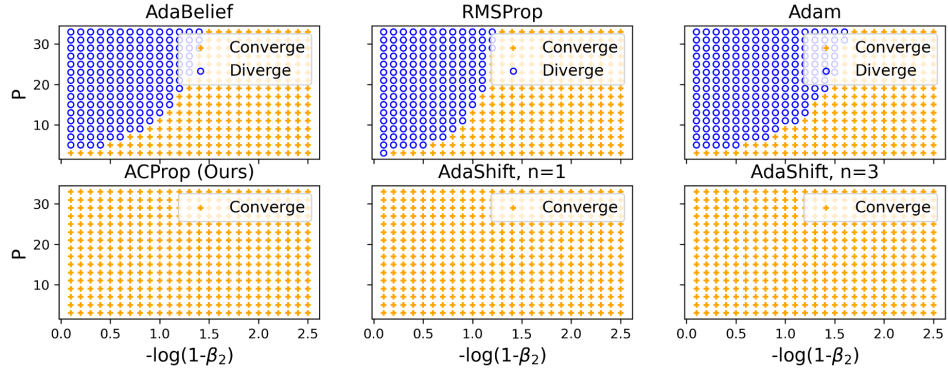 AdaBelief RMSProp Adam
30 Converge Converge Converge
P 20 Diverge Diverge Diverge
10
ACProp (Ours) AdaShift, n=1 AdaShift, n=3
30 Converge Converge Converge
P 20
10
0.0 0.5 1.0 1.5 2.0 2.5 0.0 0.5 1.0 1.5 2.0 2.5 0.0 0.5 1.0 1.5 2.0 2.5
-log(1-β₂) -log(1-β₂) -log(1-β₂)